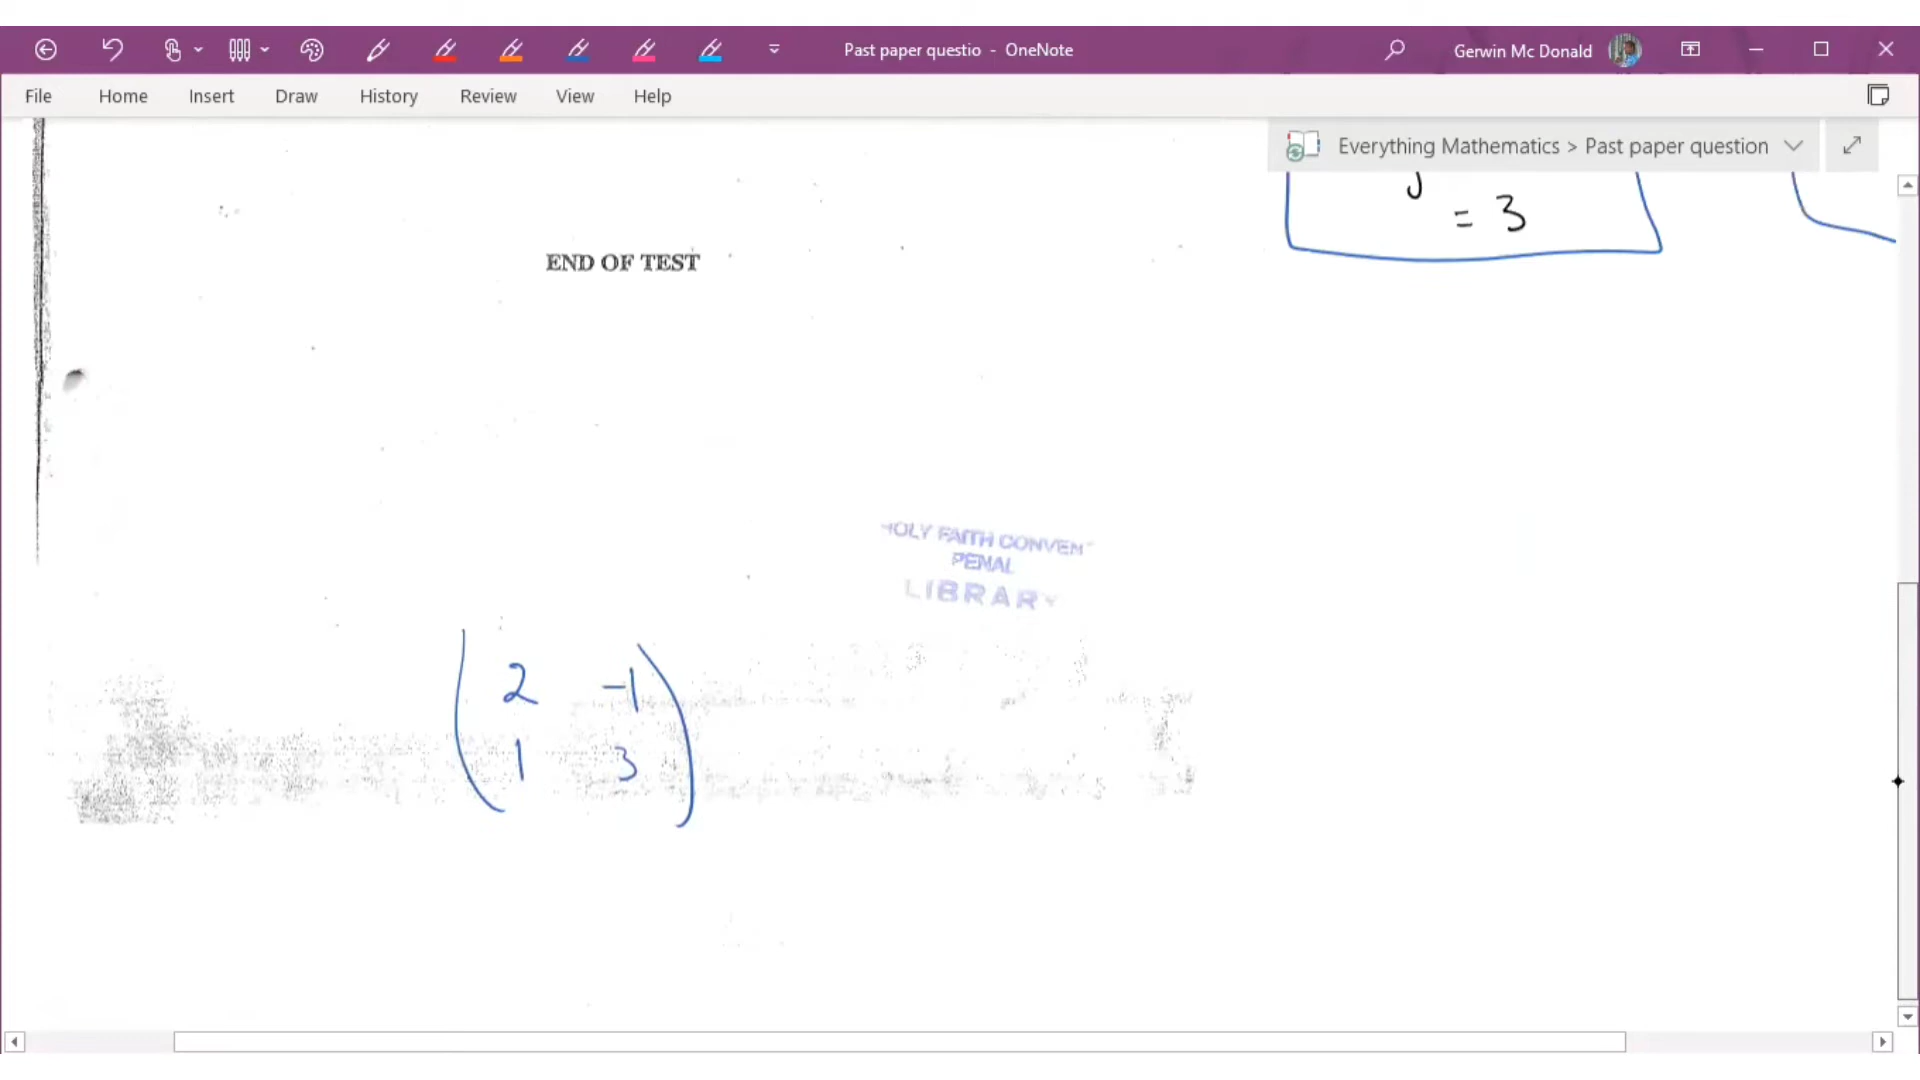 Past paper questio - OneNote
Gerwin Mc Donald
File Home Insert Draw History Review View Help
Everything Mathematics > Past paper question
= 3
END OF TEST
HOLY FAITH CONVENT
PENAL
LIBRARY
2 -1
1 3